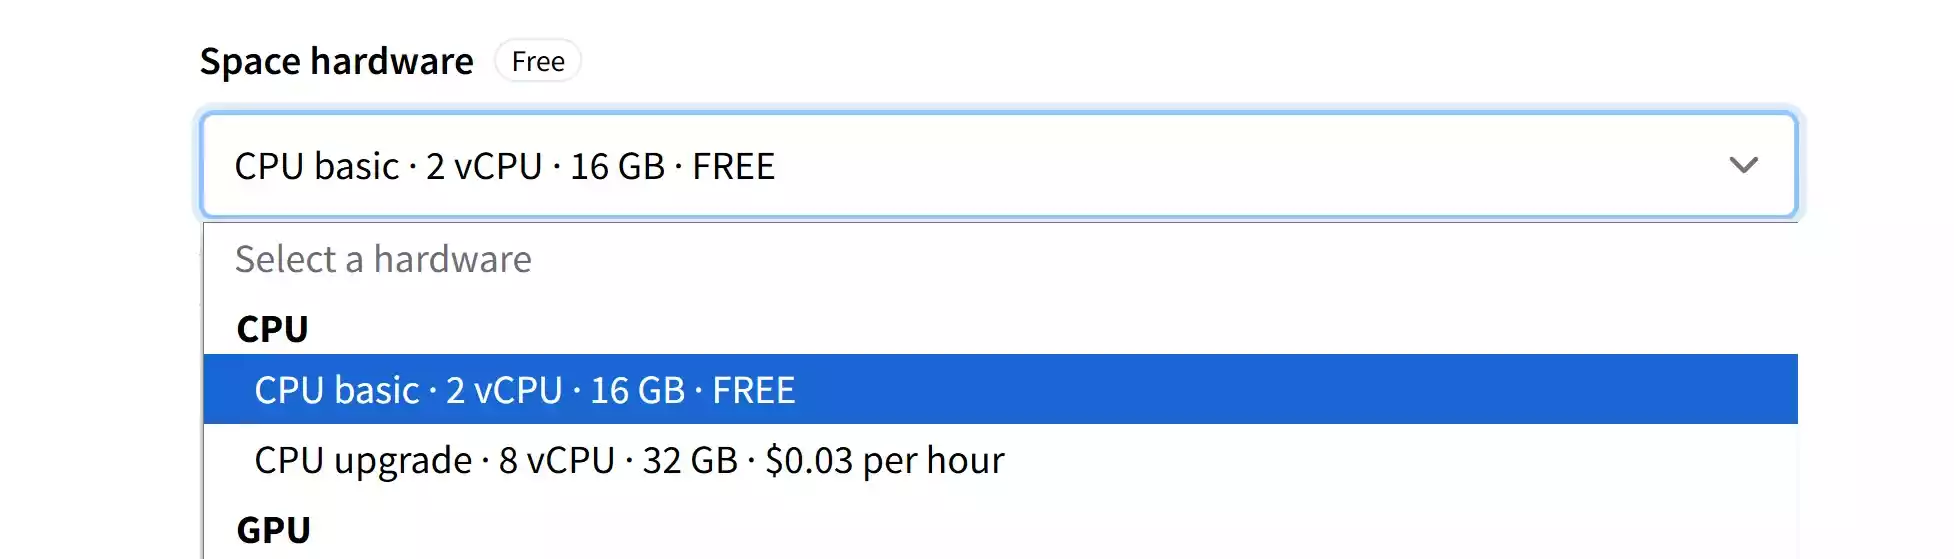 Space hardware Free
CPU basic · 2 vCPU · 16 GB · FREE
Select a hardware
CPU
CPU basic · 2 vCPU · 16 GB · FREE
CPU upgrade · 8 vCPU · 32 GB · $0.03 per hour
GPU